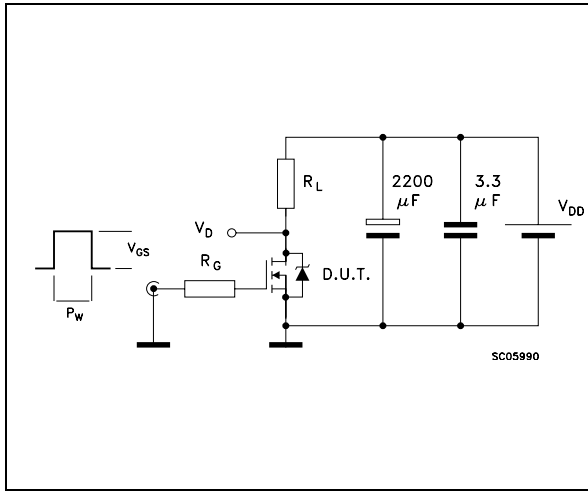 R_L
2200 μF
3.3 μF
V_DD
V_D
V_GS
R_G
D.U.T.
P_W
SC05990